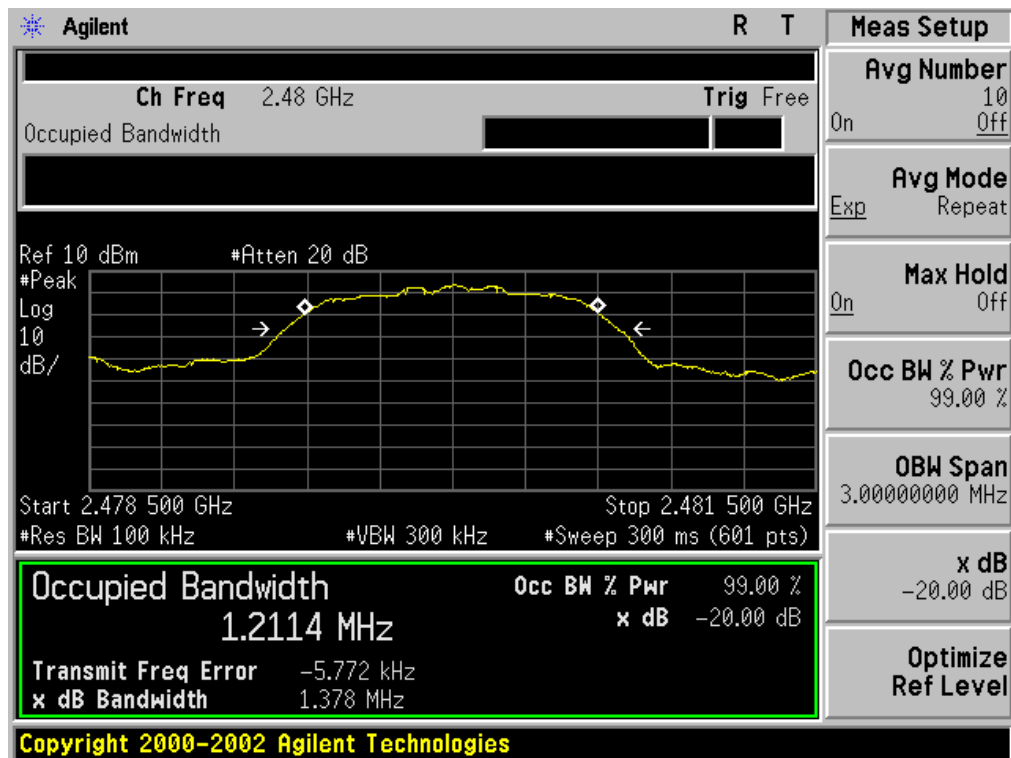 Agilent R T
Meas Setup
Ch Freq 2.48 GHz Trig Free
Occupied Bandwidth
Ref 10 dBm #Atten 20 dB
#Peak
Log
10
dB/
Start 2.478 500 GHz Stop 2.481 500 GHz
#Res BW 100 kHz #VBW 300 kHz #Sweep 300 ms (601 pts)
Occupied Bandwidth
1.2114 MHz
Occ BW % Pwr 99.00 %
x dB -20.00 dB
Transmit Freq Error -5.772 kHz
x dB Bandwidth 1.378 MHz
Avg Number
10
On Off
Avg Mode
Exp Repeat
Max Hold
On Off
Occ BW % Pwr
99.00 %
OBW Span
3.00000000 MHz
x dB
-20.00 dB
Optimize
Ref Level
Copyright 2000-2002 Agilent Technologies